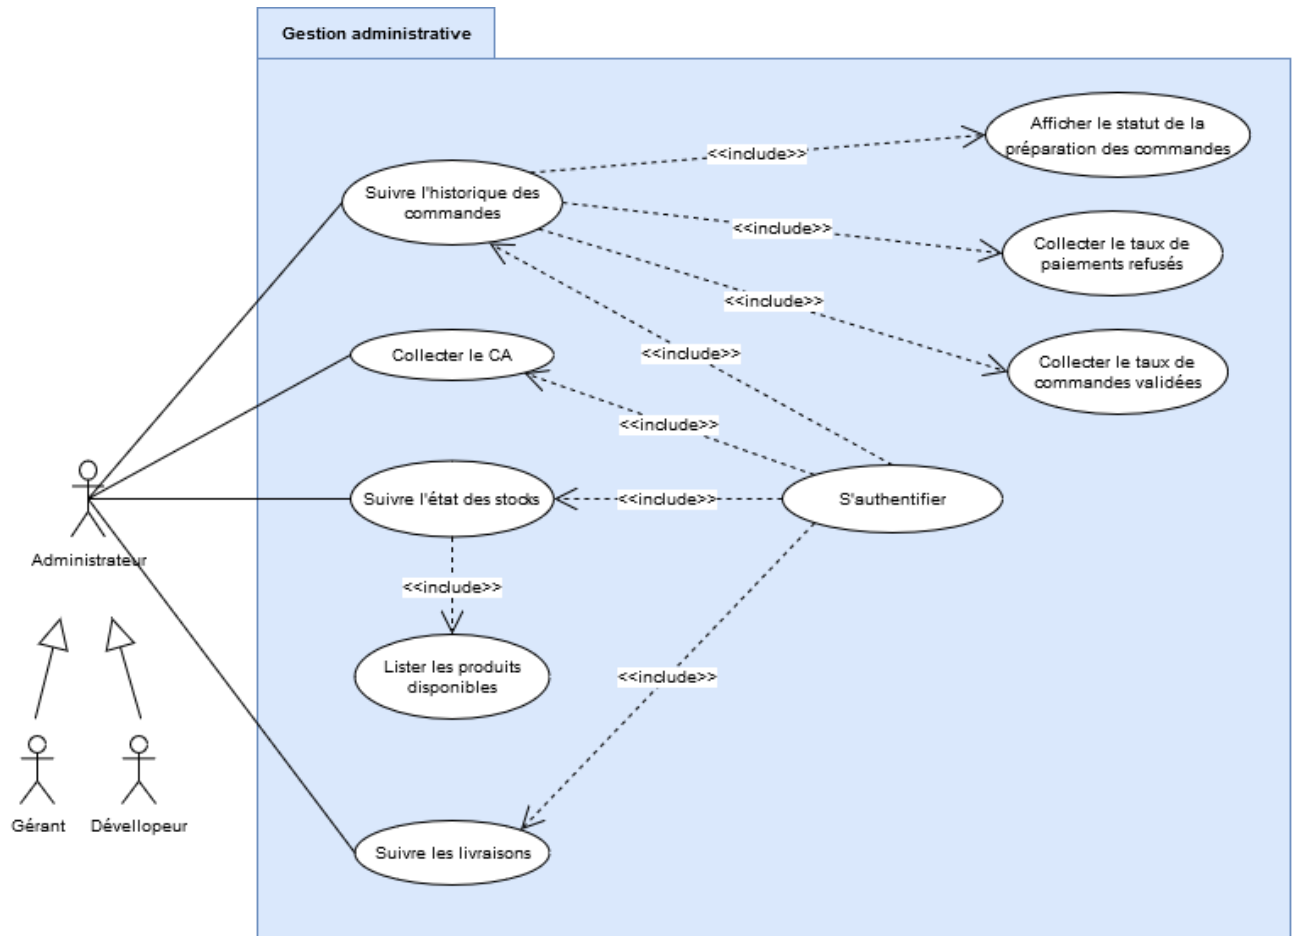 Gestion administrative
Afficher le statut de la
préparation des commandes
<<include>>
Suivre l'historique des
commandes
<<include>>
Collecter le taux de
paiements refusés
<<include>>
<<include>>
Collecter le CA
Collecter le taux de
commandes validées
<<include>>
Suivre l'état des stocks
<<include>>
S'authentifier
Administrateur
<<include>>
Lister les produits
disponibles
<<include>>
Gérant
Dévellopeur
Suivre les livraisons